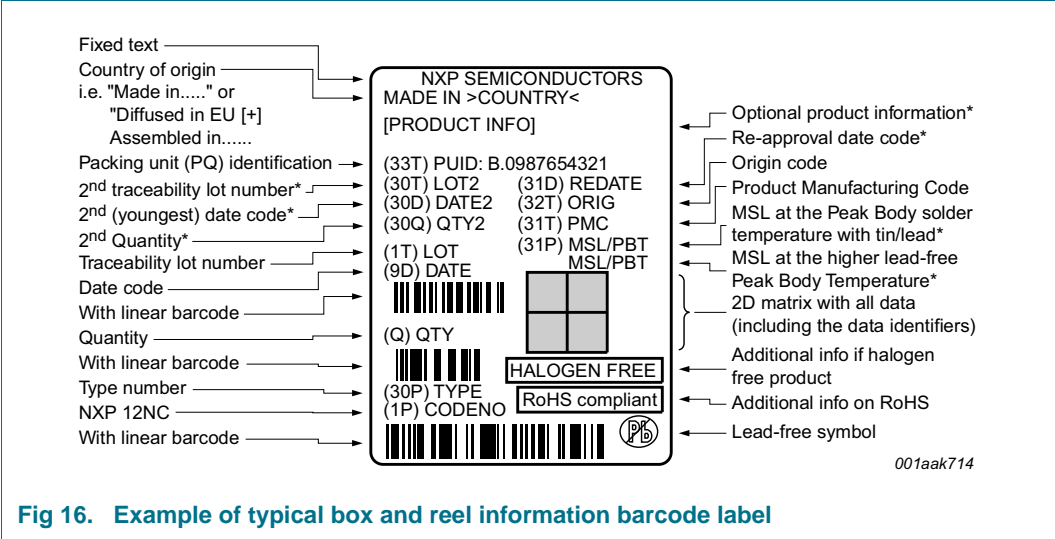 Fixed text
Country of origin
i.e. "Made in....." or
"Diffused in EU [+]
Assembled in......
Packing unit (PQ) identification
2nd traceability lot number*
2nd (youngest) date code*
2nd Quantity*
Traceability lot number
Date code
With linear barcode
Quantity
With linear barcode
Type number
NXP 12NC
With linear barcode
NXP SEMICONDUCTORS
MADE IN >COUNTRY<
[PRODUCT INFO]
(33T) PUID: B.0987654321
(30T) LOT2 (31D) REDATE
(30D) DATE2 (32T) ORIG
(30Q) QTY2 (31T) PMC
(31P) MSL/PBT
(1T) LOT MSL/PBT
(9D) DATE
(Q) QTY
HALOGEN FREE
(30P) TYPE
RoHS compliant
(1P) CODENO
Pb
Optional product information*
Re-approval date code*
Origin code
Product Manufacturing Code
MSL at the Peak Body solder
temperature with tin/lead*
MSL at the higher lead-free
Peak Body Temperature*
2D matrix with all data
(including the data identifiers)
Additional info if halogen
free product
Additional info on RoHS
Lead-free symbol
001aak714
Fig 16. Example of typical box and reel information barcode label